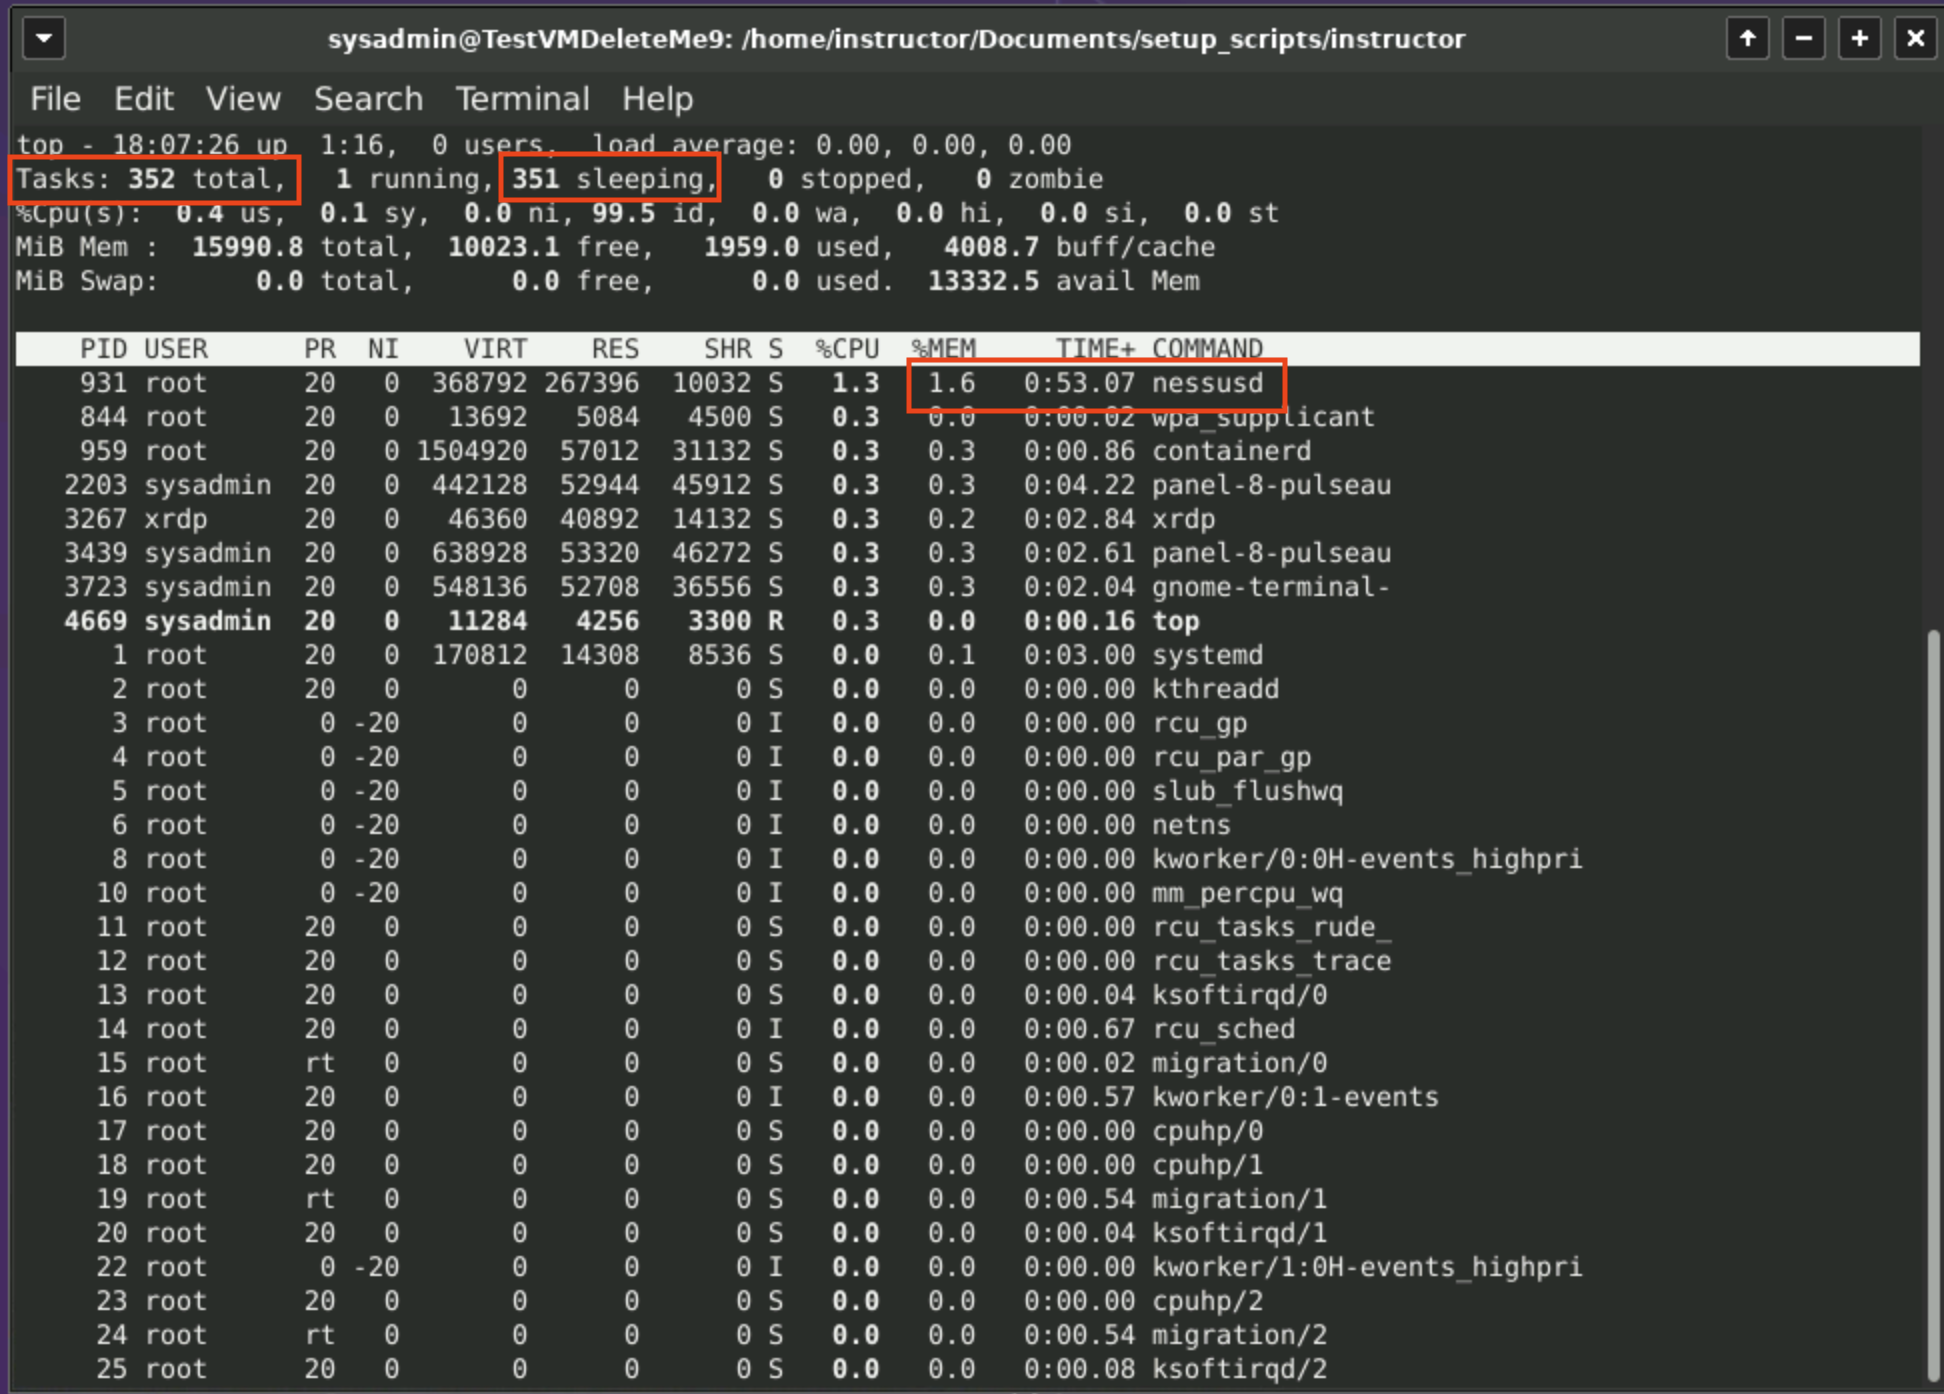 sysadmin@TestVMDeleteMe9: /home/instructor/Documents/setup_scripts/instructor
File Edit View Search Terminal Help
top - 18:07:26 up  1:16,  0 users,  load average: 0.00, 0.00, 0.00
Tasks: 352 total,   1 running, 351 sleeping,   0 stopped,   0 zombie
%Cpu(s):  0.4 us,  0.1 sy,  0.0 ni, 99.5 id,  0.0 wa,  0.0 hi,  0.0 si,  0.0 st
MiB Mem :  15990.8 total,  10023.1 free,   1959.0 used,   4008.7 buff/cache
MiB Swap:      0.0 total,      0.0 free,      0.0 used.  13332.5 avail Mem
PID USER PR NI VIRT RES SHR S %CPU %MEM TIME+ COMMAND
931 root 20 0 368792 267396 10032 S 1.3 1.6 0:53.07 nessusd
844 root 20 0 13692 5084 4500 S 0.3 0.0 0:00.02 wpa_supplicant
959 root 20 0 1504920 57012 31132 S 0.3 0.3 0:00.86 containerd
2203 sysadmin 20 0 442128 52944 45912 S 0.3 0.3 0:04.22 panel-8-pulseau
3267 xrdp 20 0 46360 40892 14132 S 0.3 0.2 0:02.84 xrdp
3439 sysadmin 20 0 638928 53320 46272 S 0.3 0.3 0:02.61 panel-8-pulseau
3723 sysadmin 20 0 548136 52708 36556 S 0.3 0.3 0:02.04 gnome-terminal-
4669 sysadmin 20 0 11284 4256 3300 R 0.3 0.0 0:00.16 top
1 root 20 0 170812 14308 8536 S 0.0 0.1 0:03.00 systemd
2 root 20 0 0 0 0 S 0.0 0.0 0:00.00 kthreadd
3 root 0 -20 0 0 0 I 0.0 0.0 0:00.00 rcu_gp
4 root 0 -20 0 0 0 I 0.0 0.0 0:00.00 rcu_par_gp
5 root 0 -20 0 0 0 I 0.0 0.0 0:00.00 slub_flushwq
6 root 0 -20 0 0 0 I 0.0 0.0 0:00.00 netns
8 root 0 -20 0 0 0 I 0.0 0.0 0:00.00 kworker/0:0H-events_highpri
10 root 0 -20 0 0 0 I 0.0 0.0 0:00.00 mm_percpu_wq
11 root 20 0 0 0 0 S 0.0 0.0 0:00.00 rcu_tasks_rude_
12 root 20 0 0 0 0 S 0.0 0.0 0:00.00 rcu_tasks_trace
13 root 20 0 0 0 0 S 0.0 0.0 0:00.04 ksoftirqd/0
14 root 20 0 0 0 0 I 0.0 0.0 0:00.67 rcu_sched
15 root rt 0 0 0 0 S 0.0 0.0 0:00.02 migration/0
16 root 20 0 0 0 0 I 0.0 0.0 0:00.57 kworker/0:1-events
17 root 20 0 0 0 0 S 0.0 0.0 0:00.00 cpuhp/0
18 root 20 0 0 0 0 S 0.0 0.0 0:00.00 cpuhp/1
19 root rt 0 0 0 0 S 0.0 0.0 0:00.54 migration/1
20 root 20 0 0 0 0 S 0.0 0.0 0:00.04 ksoftirqd/1
22 root 0 -20 0 0 0 I 0.0 0.0 0:00.00 kworker/1:0H-events_highpri
23 root 20 0 0 0 0 S 0.0 0.0 0:00.00 cpuhp/2
24 root rt 0 0 0 0 S 0.0 0.0 0:00.54 migration/2
25 root 20 0 0 0 0 S 0.0 0.0 0:00.08 ksoftirqd/2